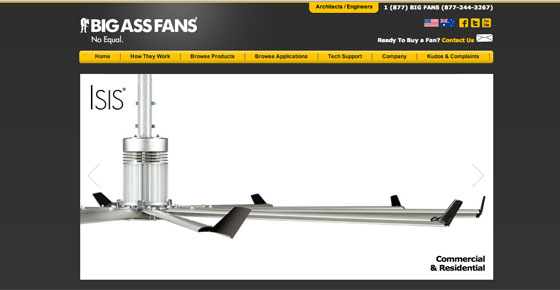 Architects / Engineers
1 (877) BIG FANS (877-244-3267)
BIG ASS FANS®
No Equal.
Ready To Buy a Fan? Contact Us
Home
How They Work
Browse Products
Browse Applications
Tech Support
Company
Kudos & Complaints
ISIS®
Commercial
& Residential